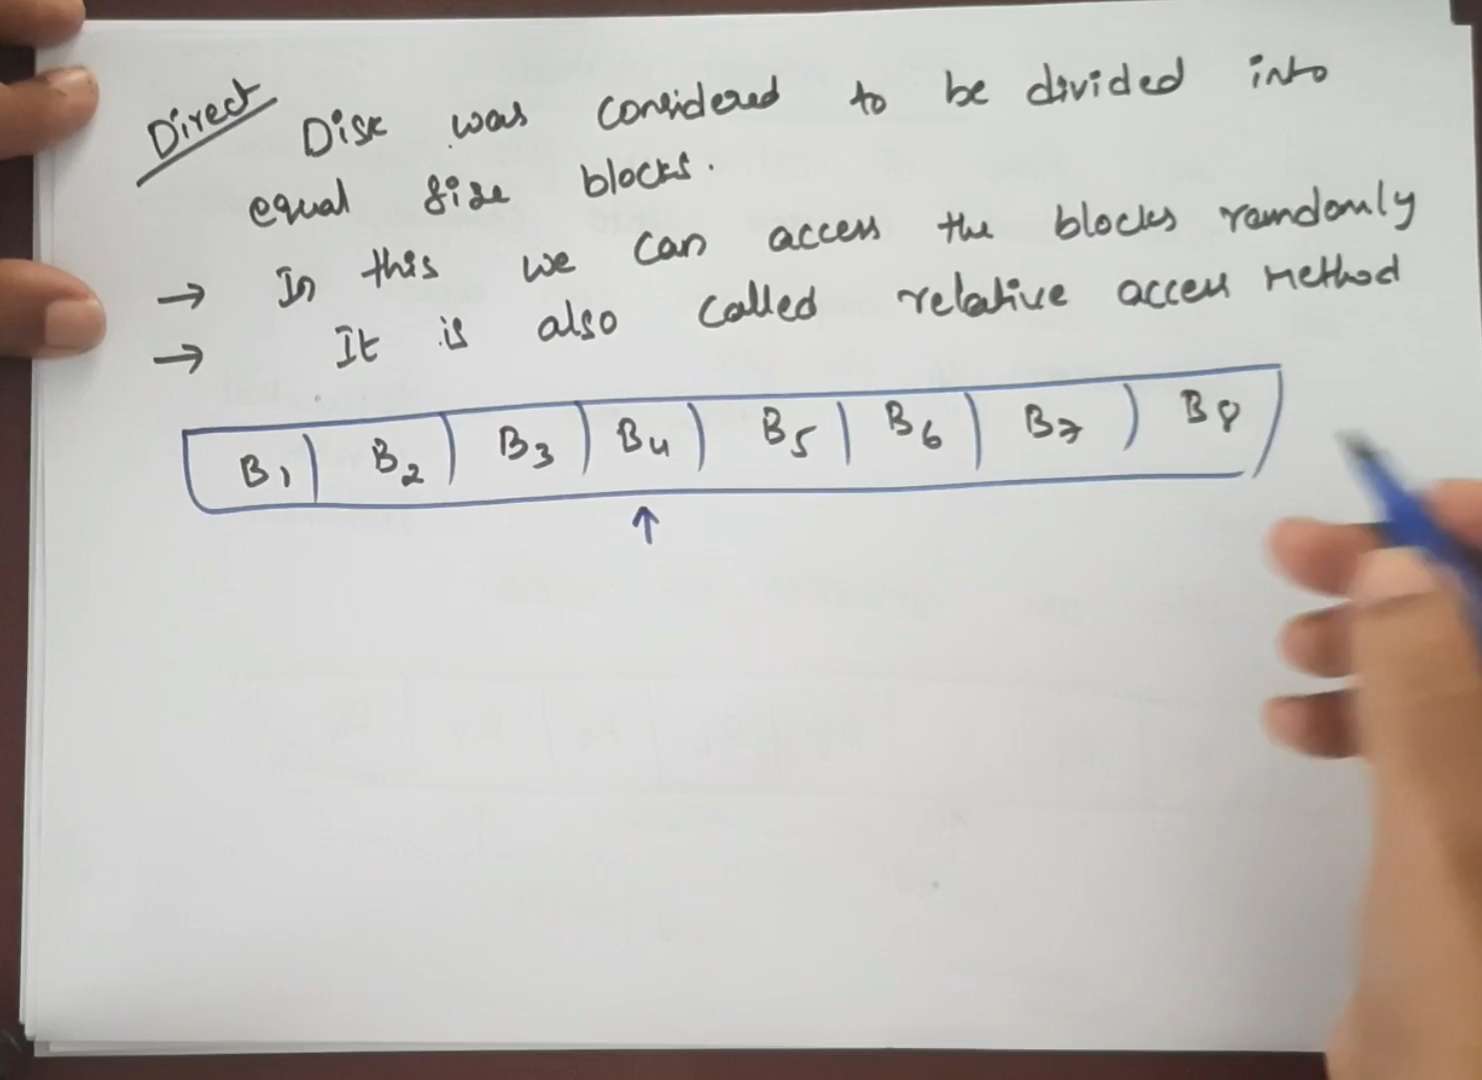 Direct Disk was considered to be divided into
equal size blocks.
→ In this we can access the blocks ramdomly
→ It is also called relative access method
B1 B2 B3 B4 B5 B6 B7 B8
↑